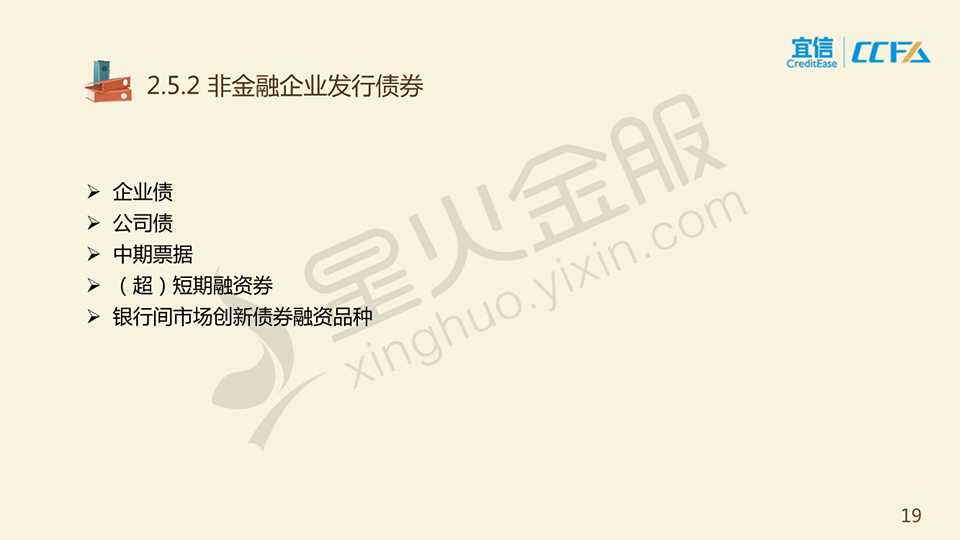 宜信
CreditEase
CCFA
2.5.2 非金融企业发行债券
企业债
公司债
中期票据
（超）短期融资券
银行间市场创新债券融资品种
星火金服
xinghuo.yixin.com
19